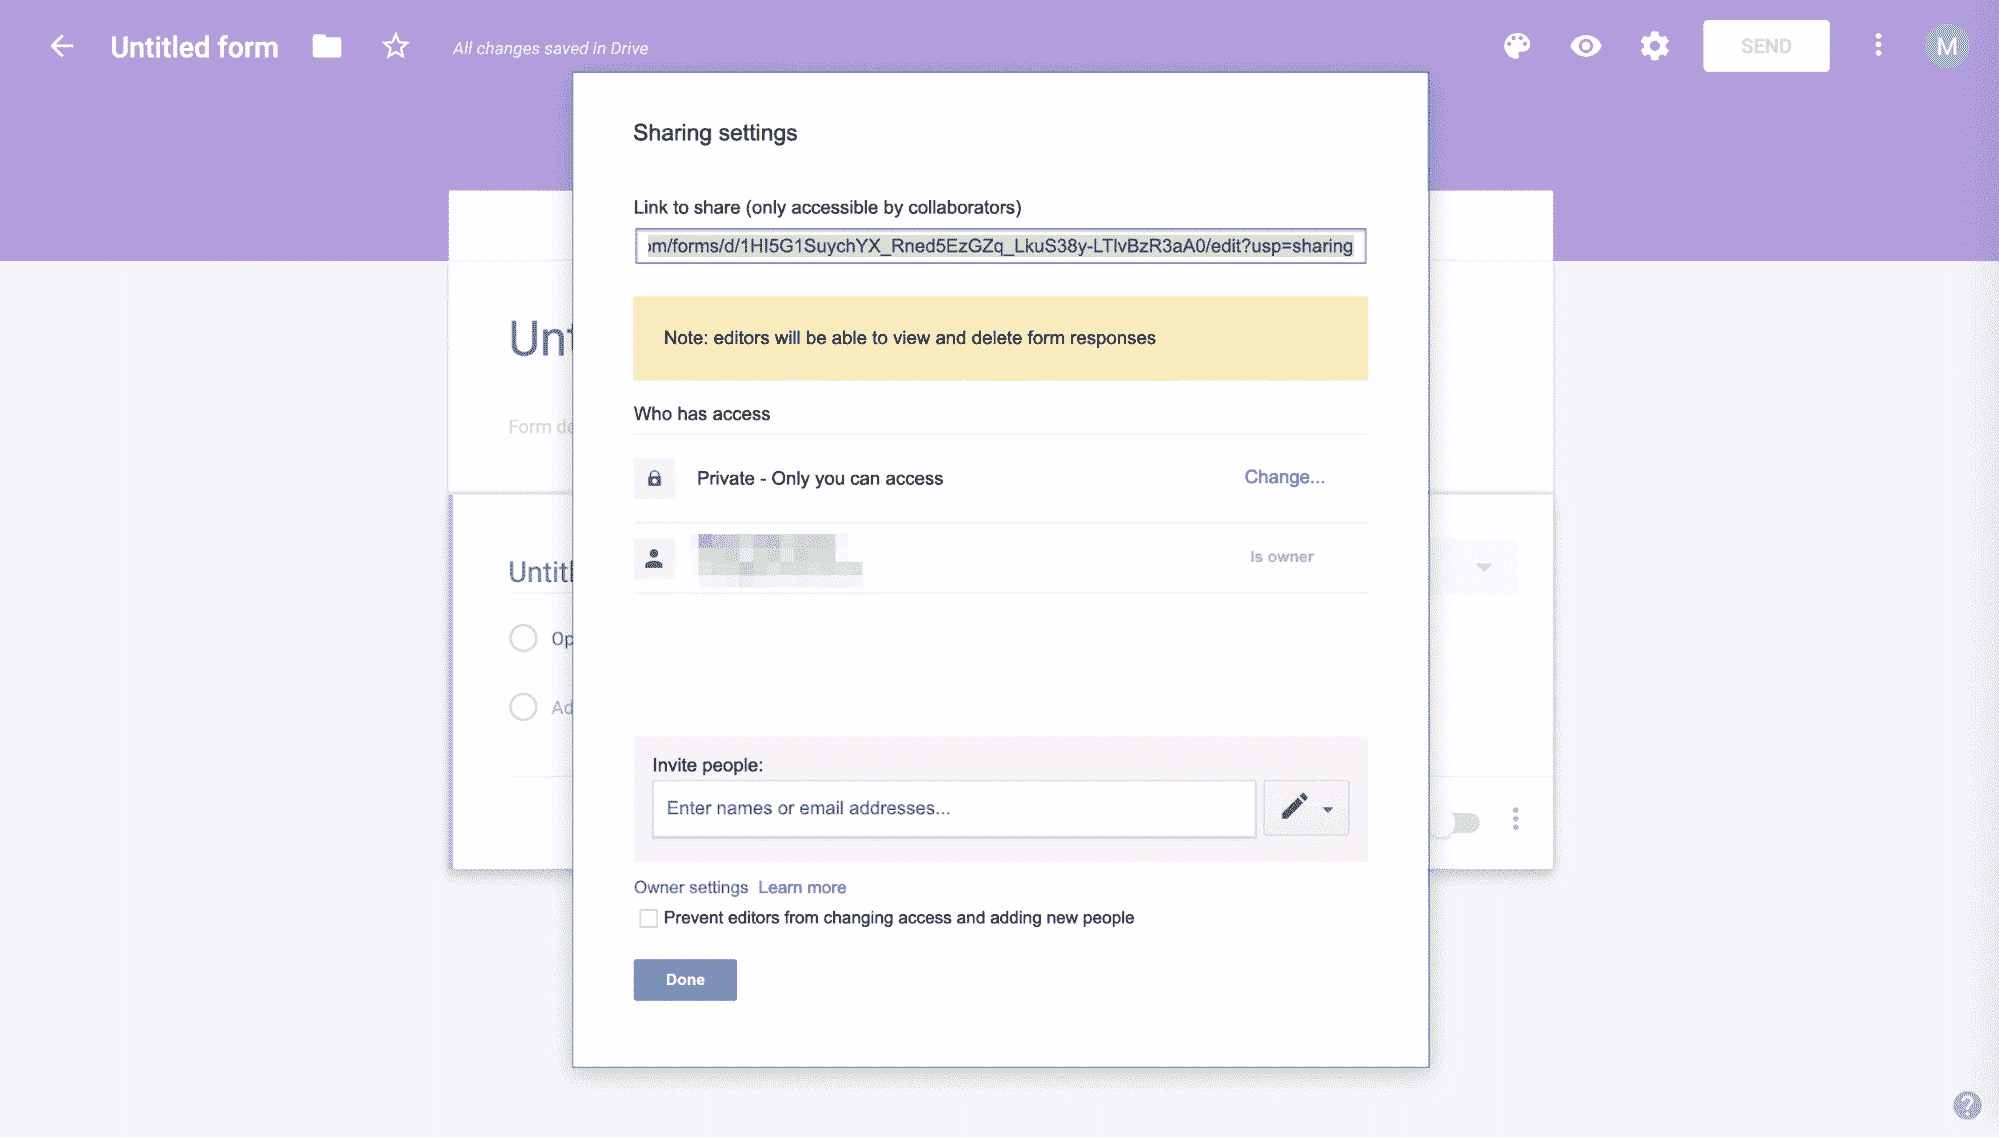 Untitled form
All changes saved in Drive
SEND
M
Sharing settings
Link to share (only accessible by collaborators)
om/forms/d/1HI5G1SuychYX_Rned5EzGZq_LkuS38y-LTlvBzR3aA0/edit?usp=sharing
Note: editors will be able to view and delete form responses
Unt
Form de
Who has access
Private - Only you can access
Change...
Is owner
Untitl
Op
Ad
Invite people:
Enter names or email addresses...
Owner settings Learn more
Prevent editors from changing access and adding new people
Done